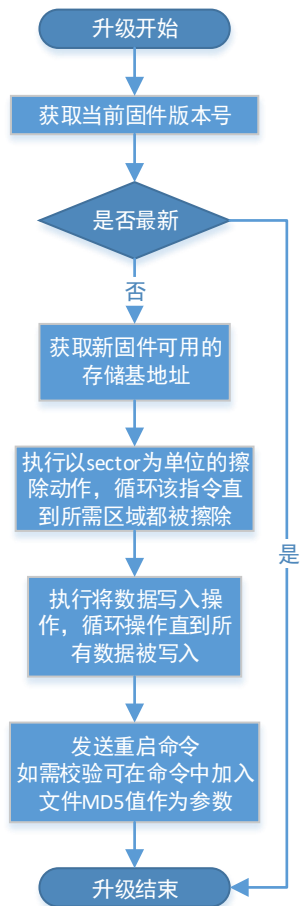 升级开始
获取当前固件版本号
是否最新
否
获取新固件可用的
存储基地址
执行以sector为单位的擦
除动作，循环该指令直
到所需区域都被擦除
是
执行将数据写入操
作，循环操作直到所
有数据被写入
发送重启命令
如需校验可在命令中加入
文件MD5值作为参数
升级结束